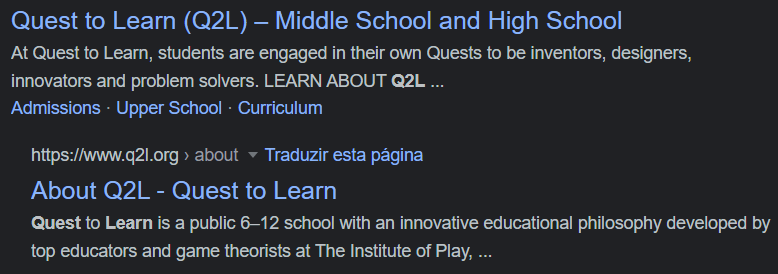 Quest to Learn (Q2L) – Middle School and High School
At Quest to Learn, students are engaged in their own Quests to be inventors, designers,
innovators and problem solvers. LEARN ABOUT Q2L ...
Admissions · Upper School · Curriculum
https://www.q2l.org › about Traduzir esta página
About Q2L - Quest to Learn
Quest to Learn is a public 6–12 school with an innovative educational philosophy developed by
top educators and game theorists at The Institute of Play, ...